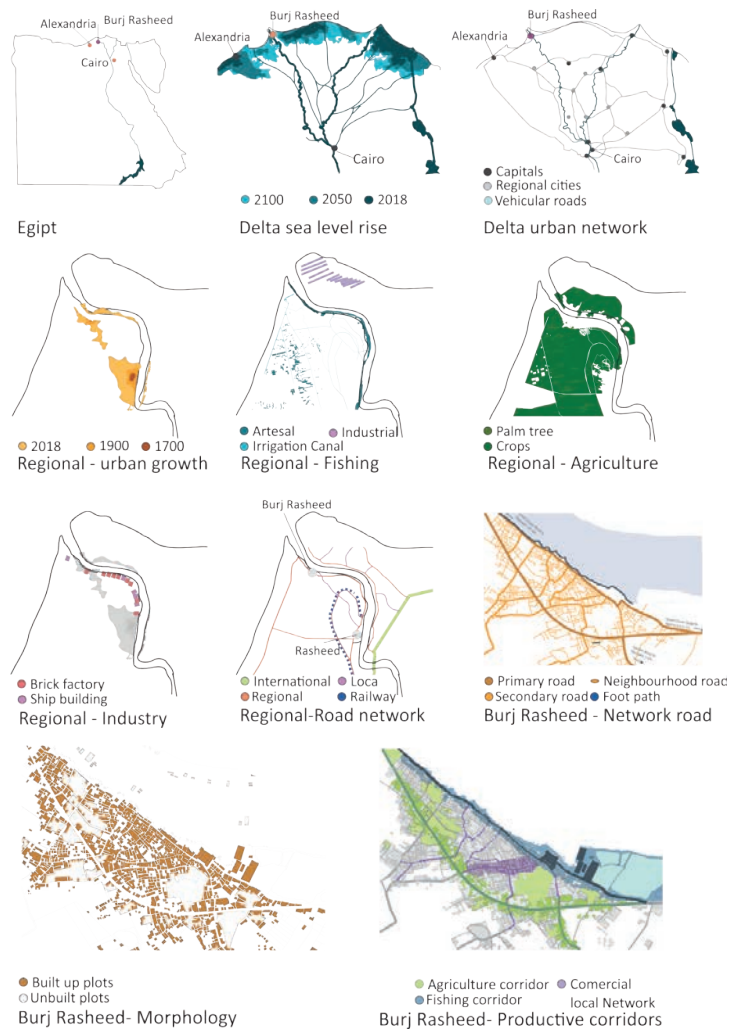 Alexandria
Burj Rasheed
Cairo
Egipt
Burj Rasheed
Alexandria
Cairo
2100 2050 2018
Delta sea level rise
Burj Rasheed
Alexandria
Cairo
Capitals
Regional cities
Vehicular roads
Delta urban network
2018 1900 1700
Regional - urban growth
Artesal Industrial
Irrigation Canal
Regional - Fishing
Palm tree
Crops
Regional - Agriculture
Brick factory
Ship building
Regional - Industry
Burj Rasheed
Rasheed
International Loca
Regional Railway
Regional-Road network
Primary road Neighbourhood road
Secondary road Foot path
Burj Rasheed - Network road
Built up plots
Unbuilt plots
Burj Rasheed- Morphology
Agriculture corridor Comercial
Fishing corridor local Network
Burj Rasheed- Productive corridors